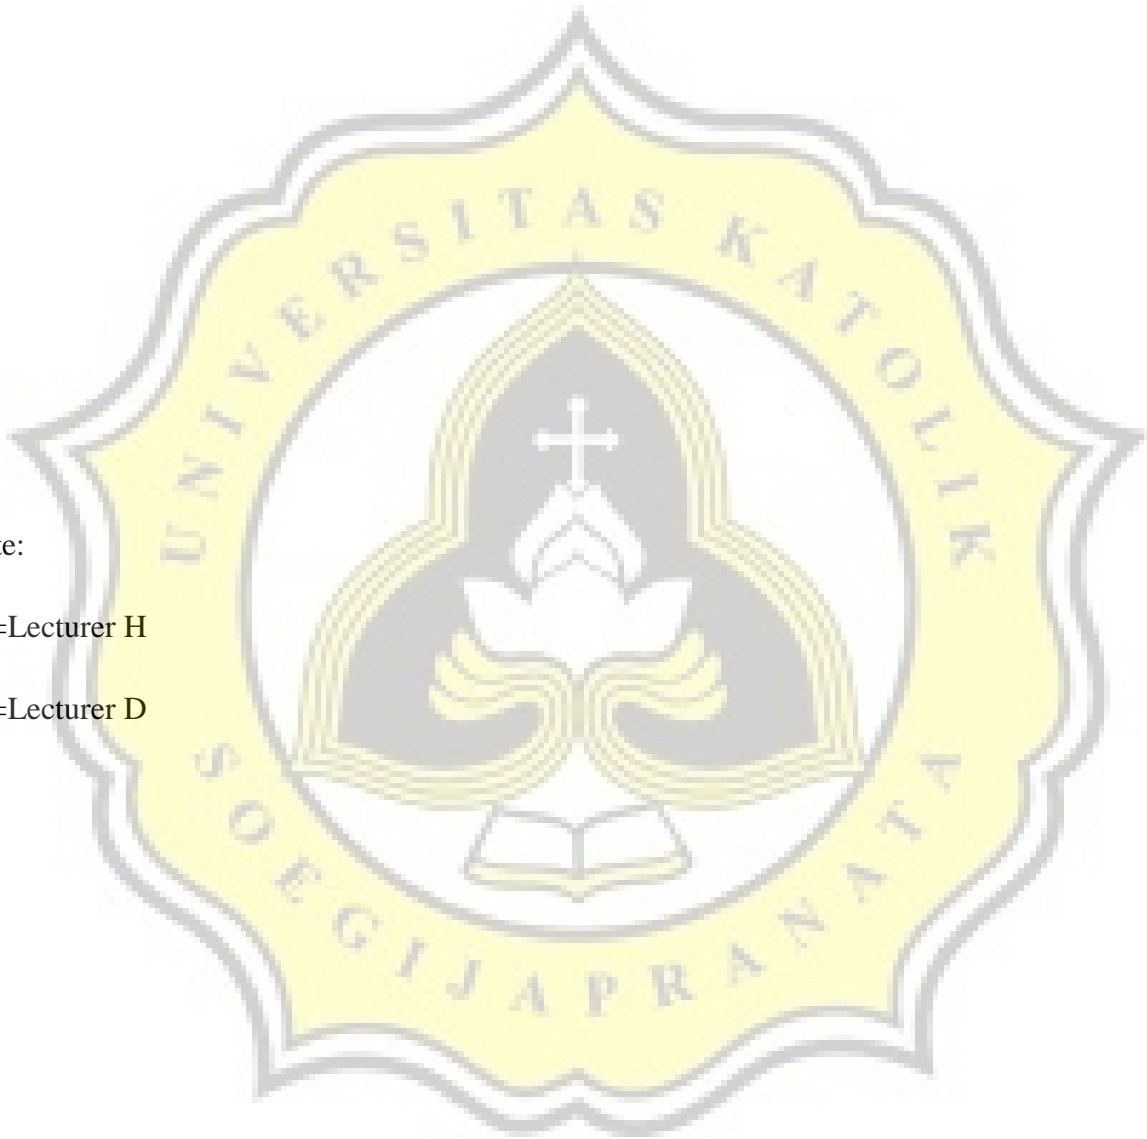 UNIVERSITAS KATOLIK
te:
=Lecturer H
=Lecturer D
SOEGIJAPRANATA